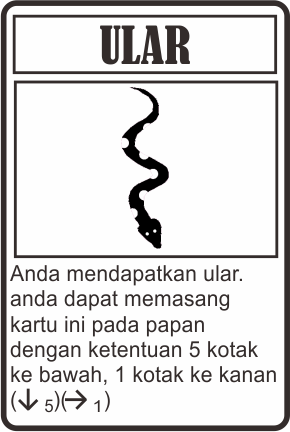 ULAR
Anda mendapatkan ular.
anda dapat memasang
kartu ini pada papan
dengan ketentuan 5 kotak
ke bawah, 1 kotak ke kanan
(↓ 5)(→ 1)